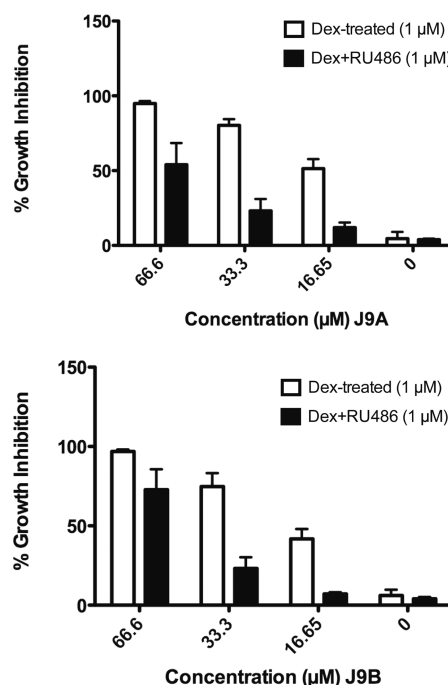 150
100
50
0
% Growth Inhibition
Dex-treated (1 µM)
Dex+RU486 (1 µM)
66.6
33.3
16.65
0
Concentration (µM) J9A
150
100
50
0
% Growth Inhibition
Dex-treated (1 µM)
Dex+RU486 (1 µM)
66.6
33.3
16.65
0
Concentration (µM) J9B